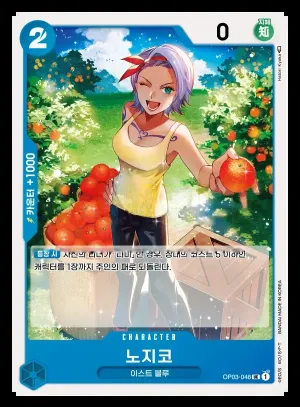 2
0
지혜
知
카운터 +1000
등장 시 자신의 리더가 「나미」인 경우, 상대의 코스트 5 이하인
캐릭터를 1장까지 주인의 패로 되돌린다.
CHARACTER
노지코
이스트 블루
OP03-048
1